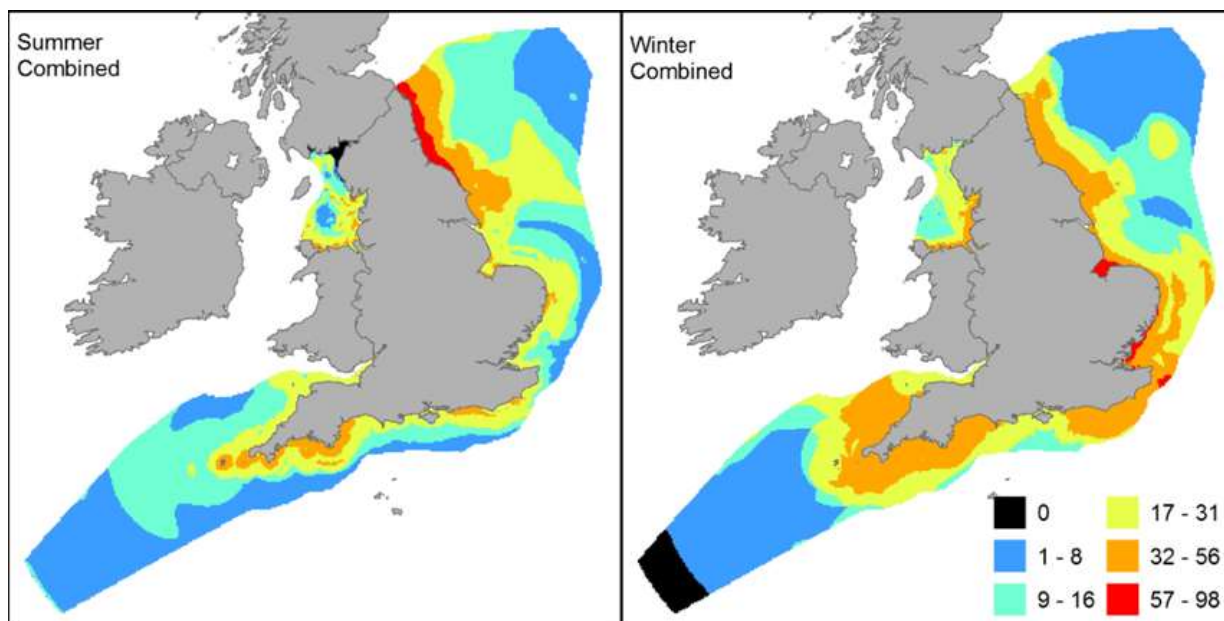 Summer
Combined
Winter
Combined
0
17 - 31
1 - 8
32 - 56
9 - 16
57 - 98